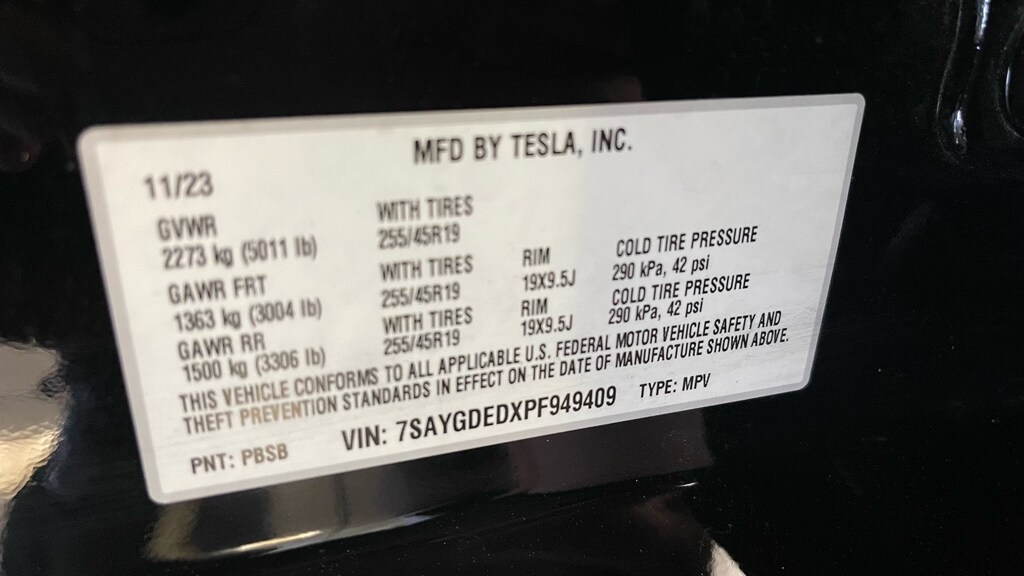 MFD BY TESLA, INC.
11/23
GVWR WITH TIRES
2273 kg (5011 lb) 255/45R19
GAWR FRT WITH TIRES RIM COLD TIRE PRESSURE
1363 kg (3004 lb) 255/45R19 19X9.5J 290 kPa, 42 psi
GAWR RR WITH TIRES RIM COLD TIRE PRESSURE
1500 kg (3306 lb) 255/45R19 19X9.5J 290 kPa, 42 psi
THIS VEHICLE CONFORMS TO ALL APPLICABLE U.S. FEDERAL MOTOR VEHICLE SAFETY AND
THEFT PREVENTION STANDARDS IN EFFECT ON THE DATE OF MANUFACTURE SHOWN ABOVE.
PNT: PBSB VIN: 7SAYGDEDXPF949409 TYPE: MPV